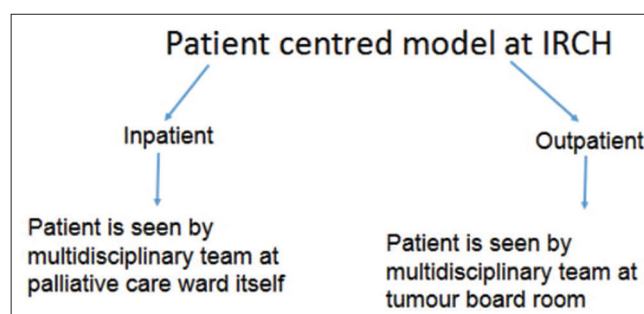 Patient centred model at IRCH
Inpatient
Outpatient
Patient is seen by
multidisciplinary team at
palliative care ward itself
Patient is seen by
multidisciplinary team at
tumour board room